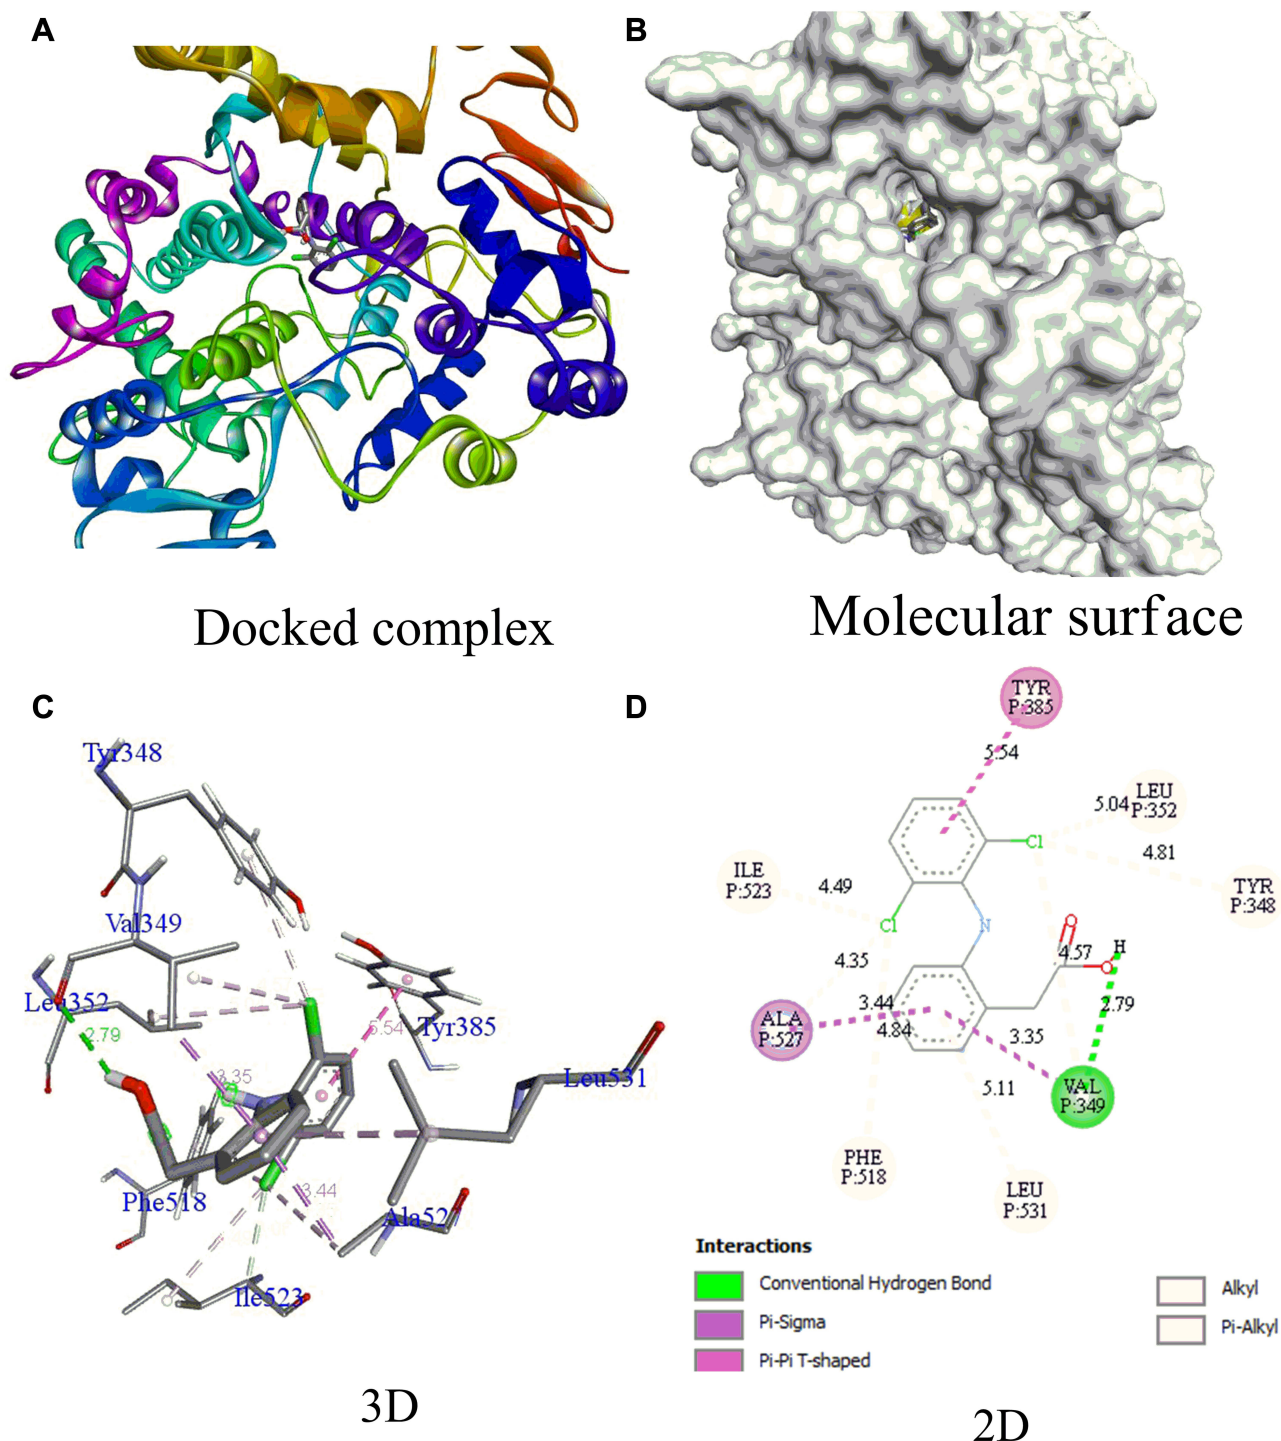 A
B
Docked complex
Molecular surface
C
D
Tyr348
Val349
Leu352
2.79
5.54
Tyr385
3.35
Leu531
Phe518
3.44
Ala52
Ile523
3D
TYR
P:385
5.54
LEU
P:352
5.04
4.81
TYR
P:348
ILE
P:523
4.49
Cl
Cl
N
O
H
4.57
O
4.35
2.79
3.44
ALA
P:527
4.84
3.35
5.11
VAL
P:349
PHE
P:518
LEU
P:531
Interactions
Conventional Hydrogen Bond
Pi-Sigma
Pi-Pi T-shaped
Alkyl
Pi-Alkyl
2D